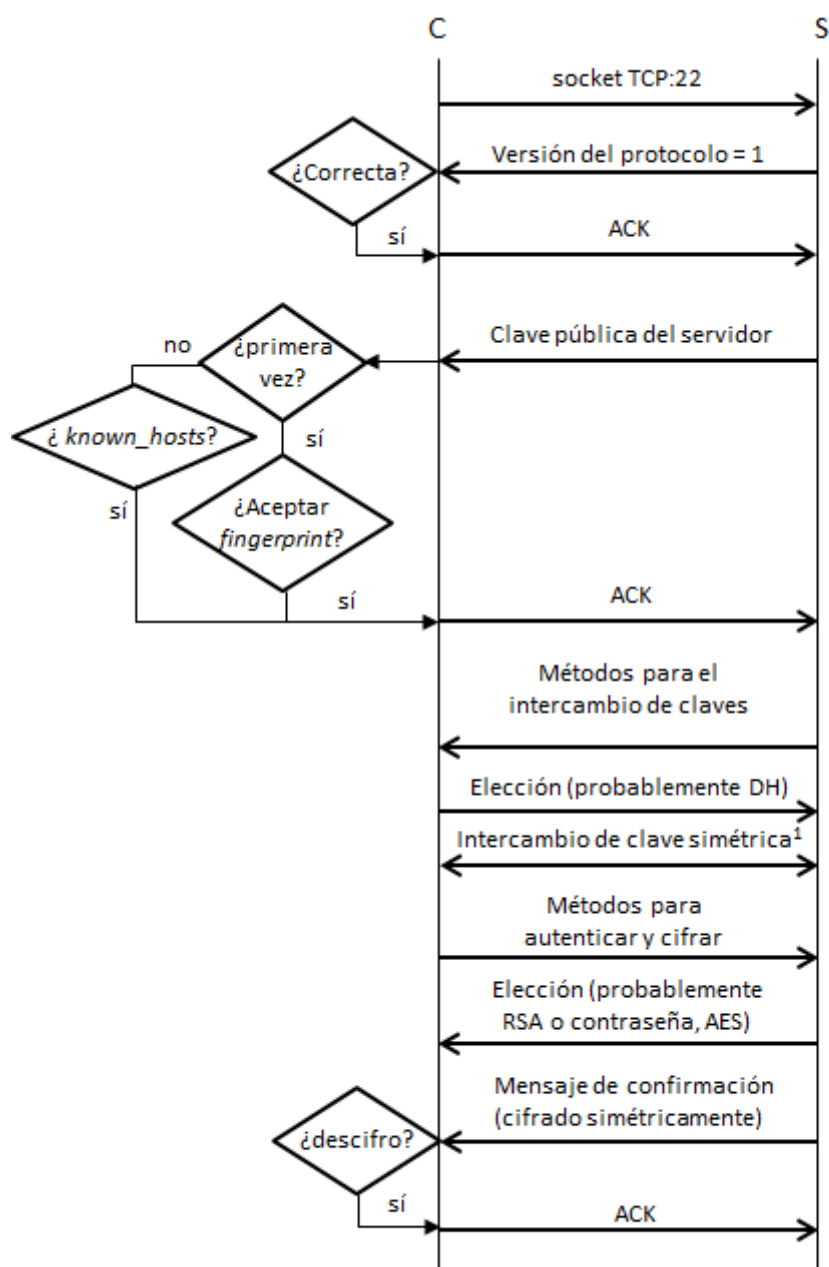 C
S
socket TCP:22
¿Correcta?
Versión del protocolo = 1
sí
ACK
no
¿primera
vez?
Clave pública del servidor
¿ known_hosts?
sí
sí
¿Aceptar
fingerprint?
sí
ACK
Métodos para el
intercambio de claves
Elección (probablemente DH)
Intercambio de clave simétrica1
Métodos para
autenticar y cifrar
Elección (probablemente
RSA o contraseña, AES)
Mensaje de confirmación
(cifrado simétricamente)
¿descifro?
sí
ACK